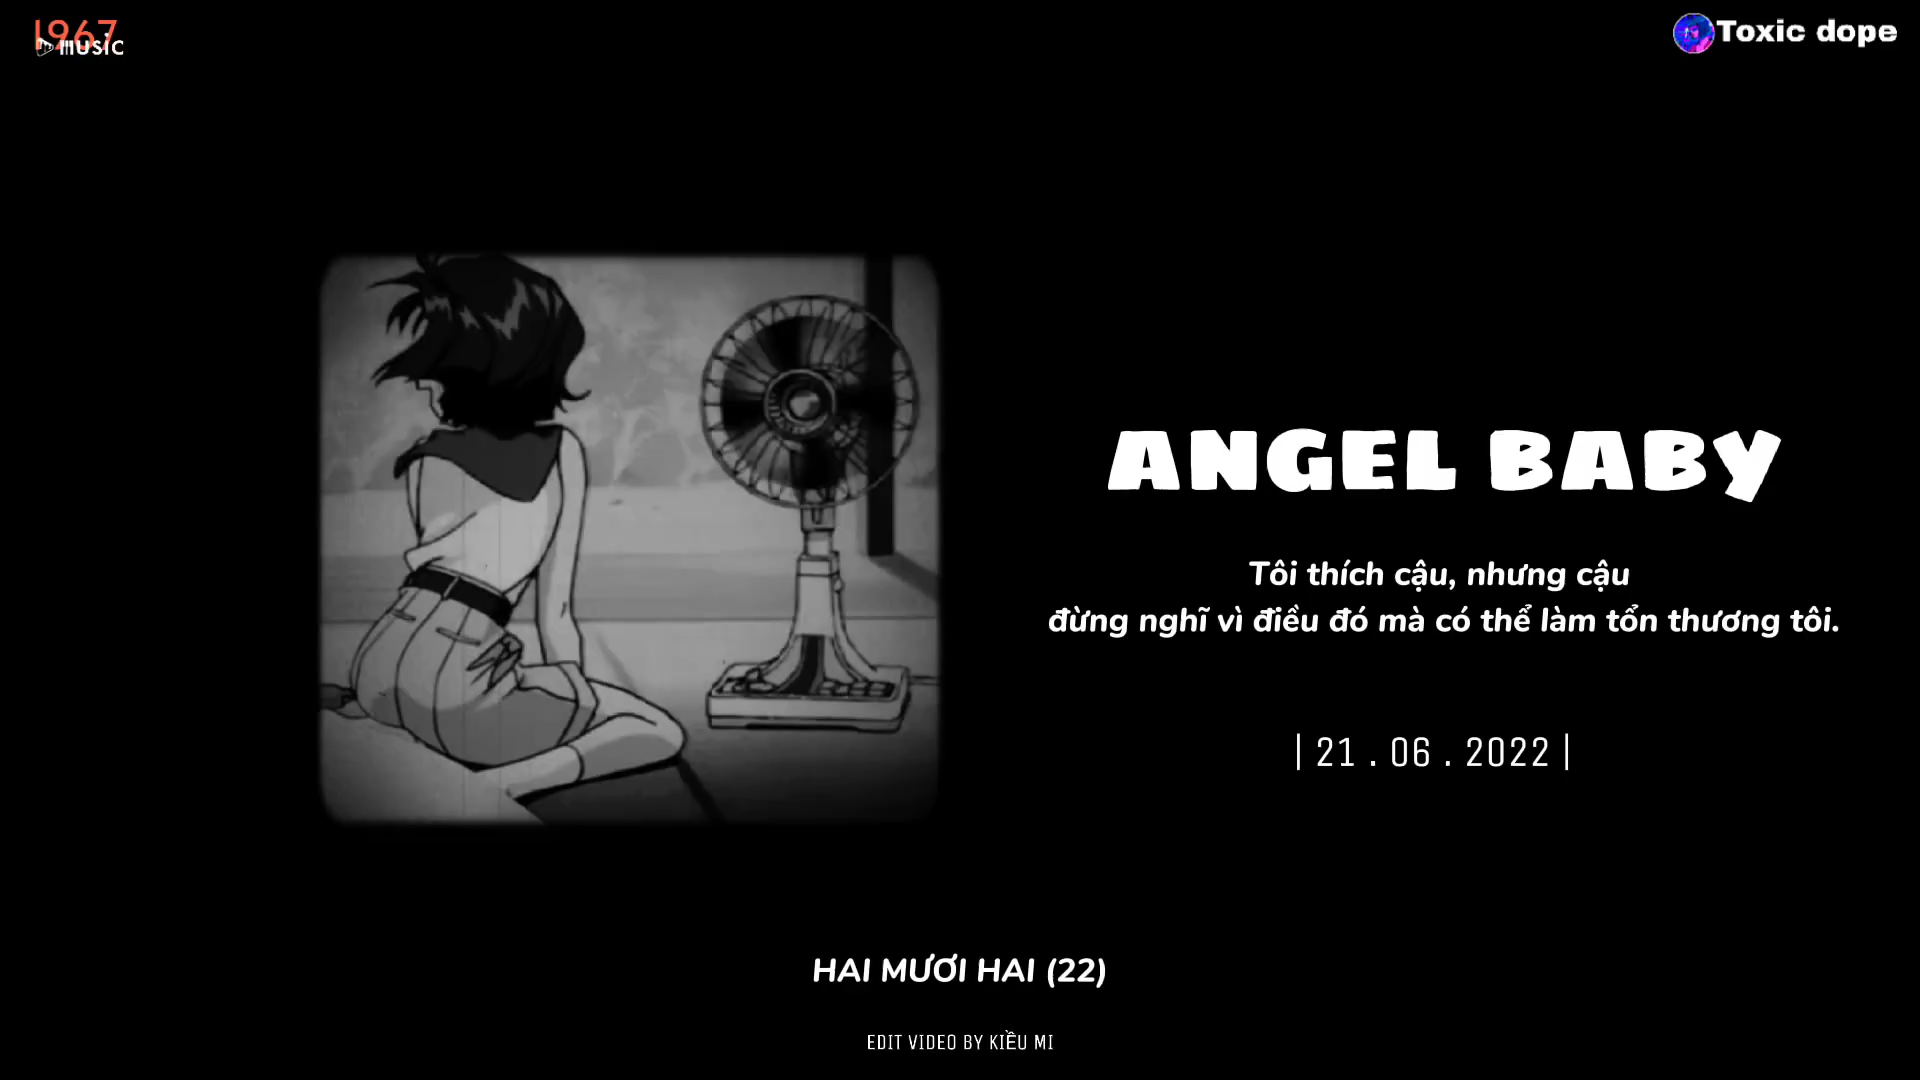 1967
music
Toxic dope
ANGEL BABY
Tôi thích cậu, nhưng cậu
đừng nghĩ vì điều đó mà có thể làm tổn thương tôi.
| 21 . 06 . 2022 |
HAI MƯƠI HAI (22)
EDIT VIDEO BY KIỀU MI